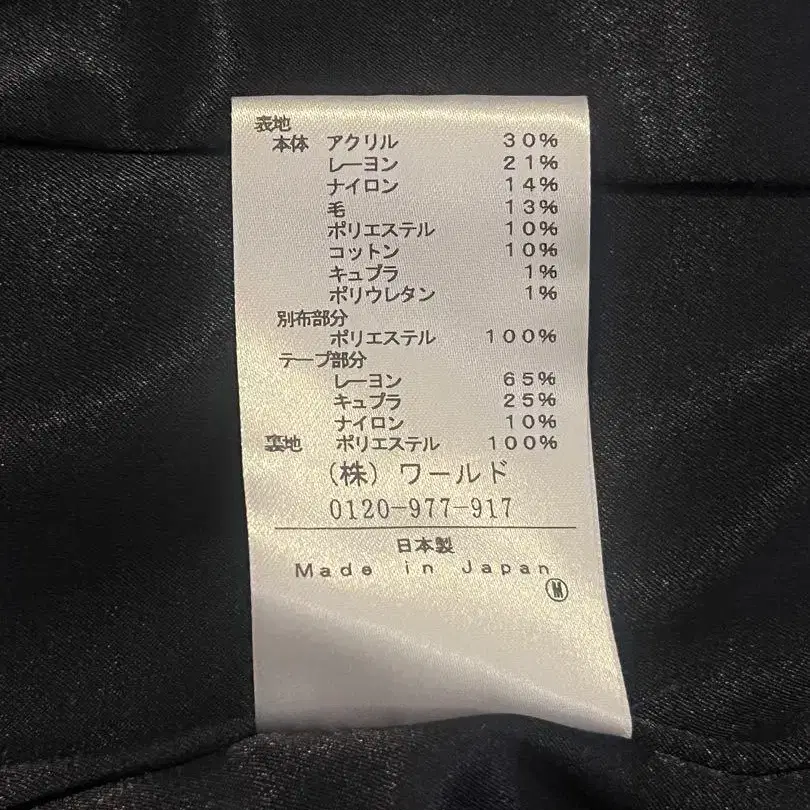 表地
本体 アクリル 30%
レーヨン 21%
ナイロン 14%
毛 13%
ポリエステル 10%
コットン 10%
キュプラ 1%
ポリウレタン 1%
別布部分
ポリエステル 100%
テープ部分
レーヨン 65%
キュプラ 25%
ナイロン 10%
裏地 ポリエステル 100%
(株)ワールド
0120-977-917
日本製
Made in Japan
Ⓜ